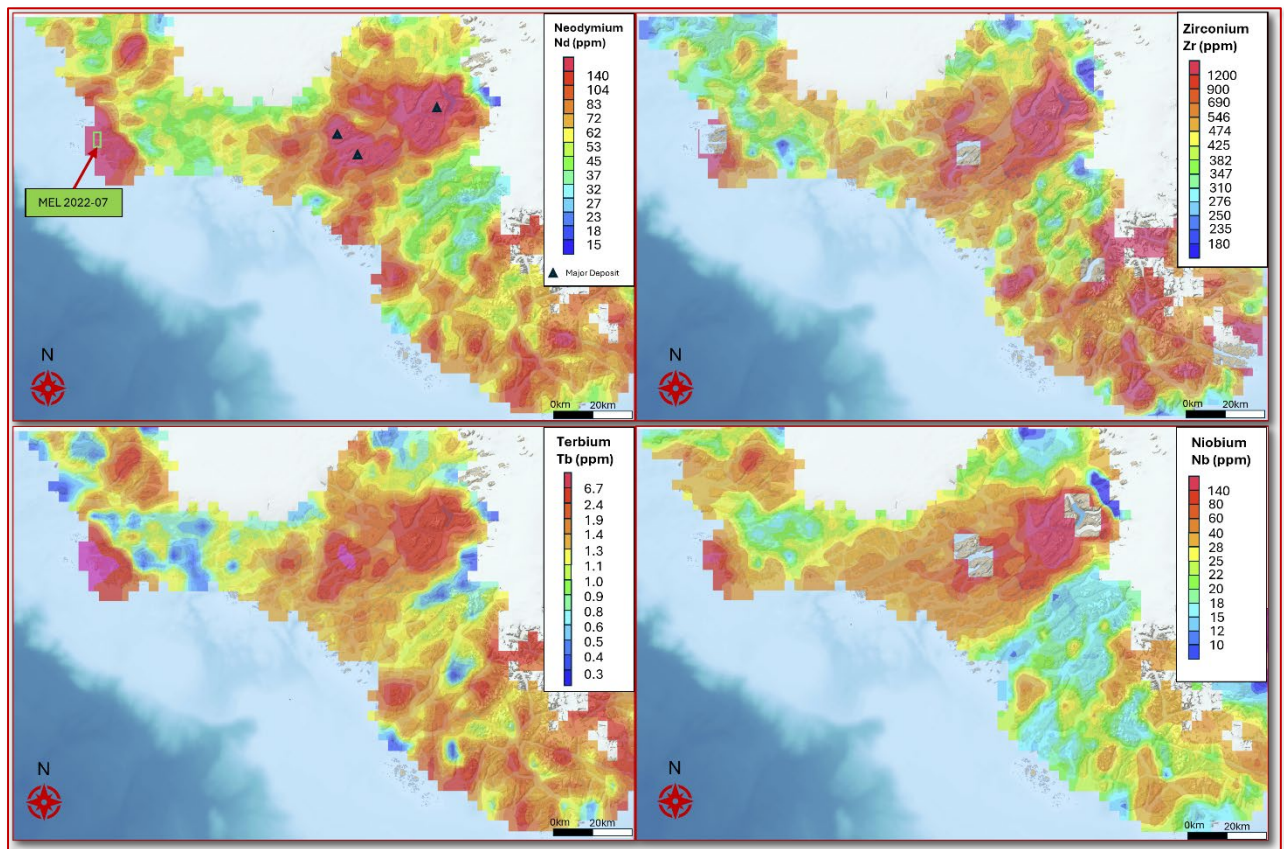 Neodymium
Nd (ppm)
140
104
83
72
62
53
45
37
32
27
23
18
15
Major Deposit
MEL 2022-07
N
0km 20km
Zirconium
Zr (ppm)
1200
900
690
546
474
425
382
347
310
276
250
235
180
N
0km 20km
Terbium
Tb (ppm)
6.7
2.4
1.9
1.4
1.3
1.1
1.0
0.9
0.8
0.6
0.5
0.4
0.3
N
0km 20km
Niobium
Nb (ppm)
140
80
60
40
28
25
22
20
18
15
12
10
N
0km 20km